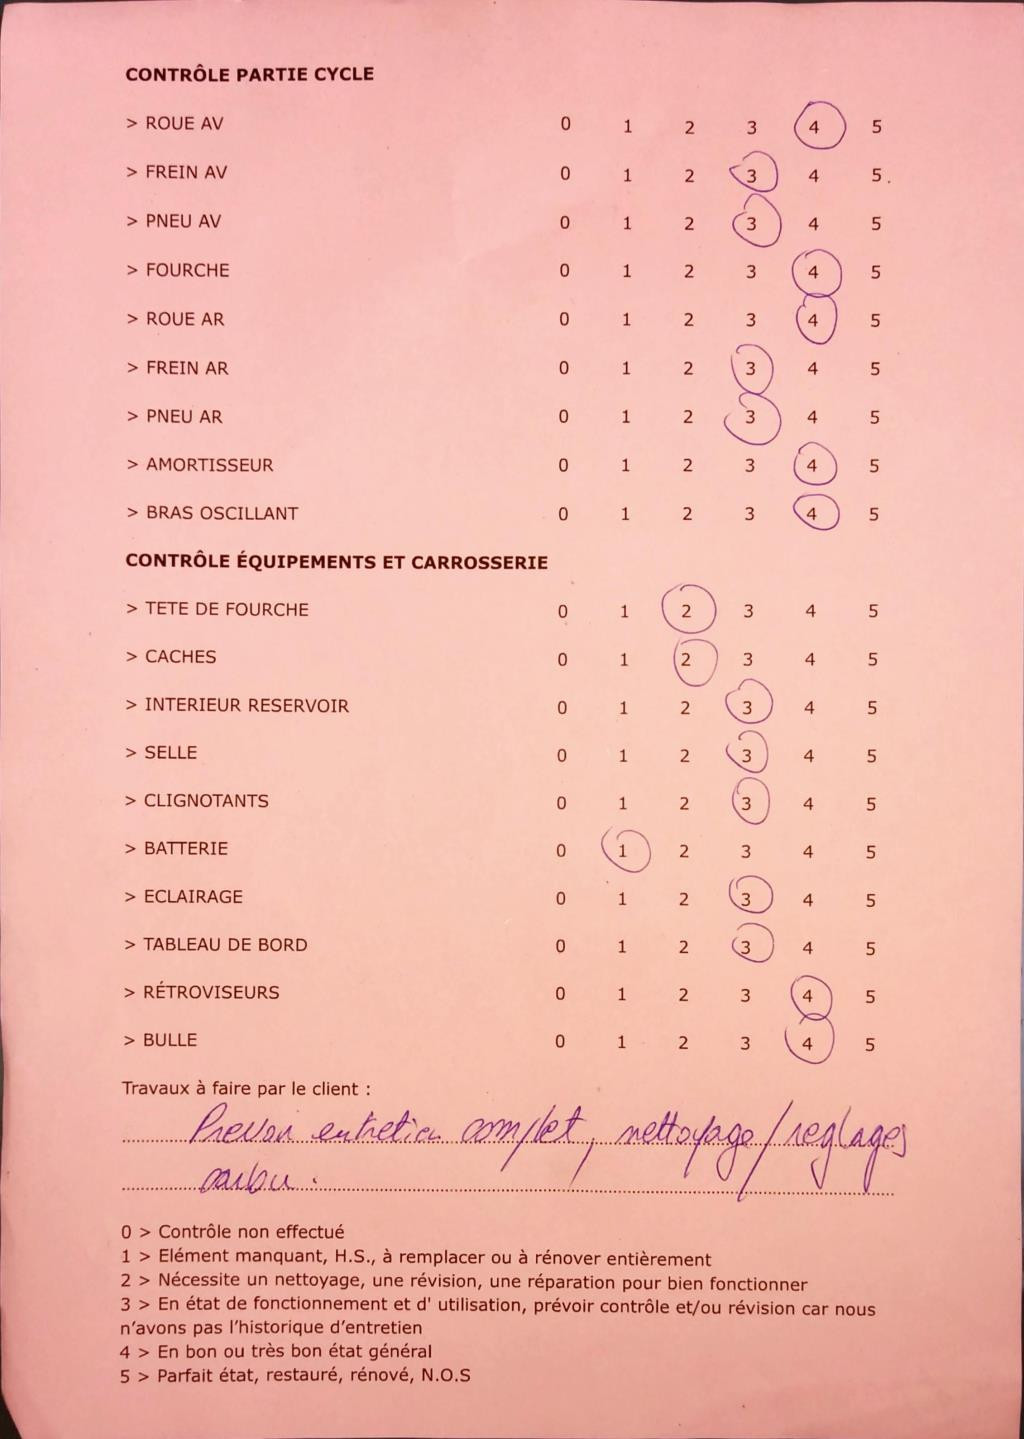 CONTRÔLE PARTIE CYCLE
> ROUE AV 0 1 2 3 4 5
> FREIN AV 0 1 2 3 4 5
> PNEU AV 0 1 2 3 4 5
> FOURCHE 0 1 2 3 4 5
> ROUE AR 0 1 2 3 4 5
> FREIN AR 0 1 2 3 4 5
> PNEU AR 0 1 2 3 4 5
> AMORTISSEUR 0 1 2 3 4 5
> BRAS OSCILLANT 0 1 2 3 4 5
CONTRÔLE ÉQUIPEMENTS ET CARROSSERIE
> TETE DE FOURCHE 0 1 2 3 4 5
> CACHES 0 1 2 3 4 5
> INTERIEUR RESERVOIR 0 1 2 3 4 5
> SELLE 0 1 2 3 4 5
> CLIGNOTANTS 0 1 2 3 4 5
> BATTERIE 0 1 2 3 4 5
> ECLAIRAGE 0 1 2 3 4 5
> TABLEAU DE BORD 0 1 2 3 4 5
> RÉTROVISEURS 0 1 2 3 4 5
> BULLE 0 1 2 3 4 5
Travaux à faire par le client :
Prevoir entretien complet, nettoyage/reglages
carbu.
0 > Contrôle non effectué
1 > Elément manquant, H.S., à remplacer ou à rénover entièrement
2 > Nécessite un nettoyage, une révision, une réparation pour bien fonctionner
3 > En état de fonctionnement et d' utilisation, prévoir contrôle et/ou révision car nous
n'avons pas l'historique d'entretien
4 > En bon ou très bon état général
5 > Parfait état, restauré, rénové, N.O.S